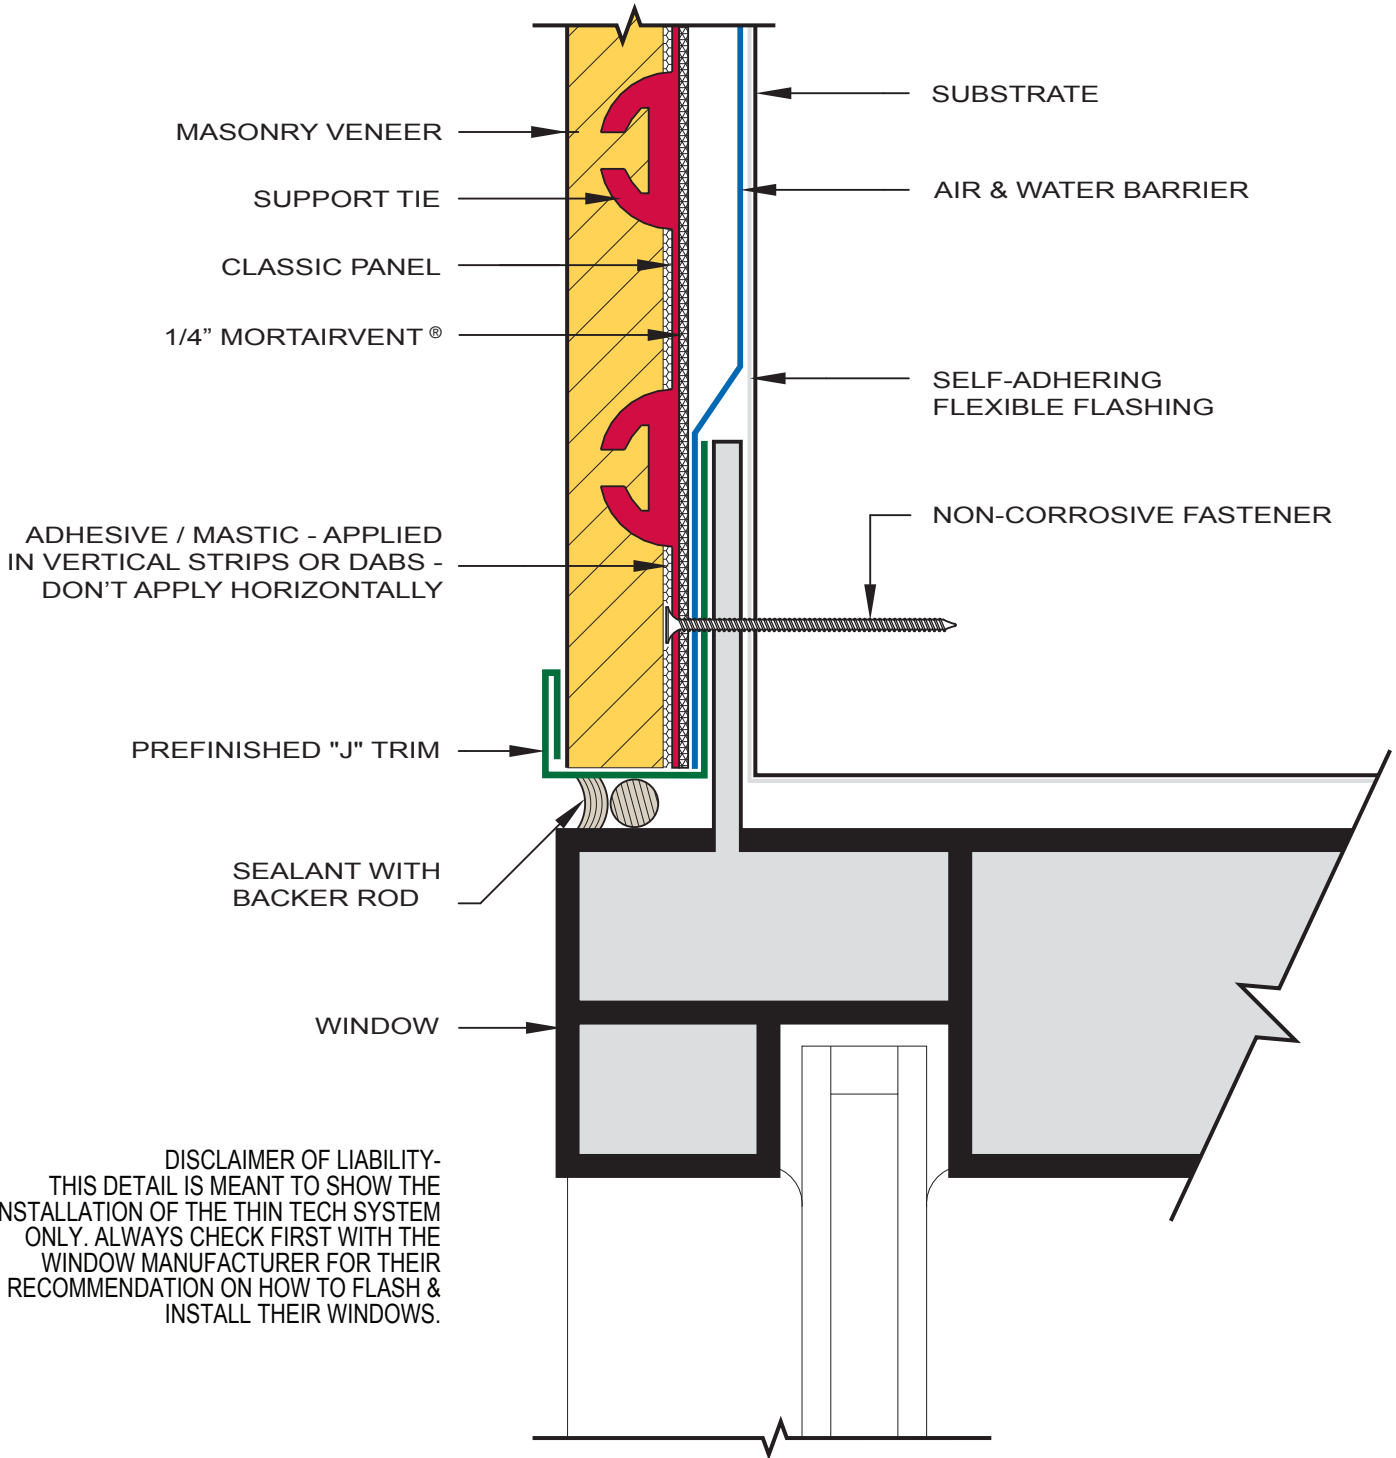 SUBSTRATE
MASONRY VENEER
AIR & WATER BARRIER
SUPPORT TIE
CLASSIC PANEL
1/4” MORTAIRVENT ®
SELF-ADHERING
FLEXIBLE FLASHING
NON-CORROSIVE FASTENER
ADHESIVE / MASTIC - APPLIED
IN VERTICAL STRIPS OR DABS -
DON’T APPLY HORIZONTALLY
PREFINISHED "J" TRIM
SEALANT WITH
BACKER ROD
WINDOW
DISCLAIMER OF LIABILITY-
THIS DETAIL IS MEANT TO SHOW THE
NSTALLATION OF THE THIN TECH SYSTEM
ONLY. ALWAYS CHECK FIRST WITH THE
WINDOW MANUFACTURER FOR THEIR
RECOMMENDATION ON HOW TO FLASH &
INSTALL THEIR WINDOWS.